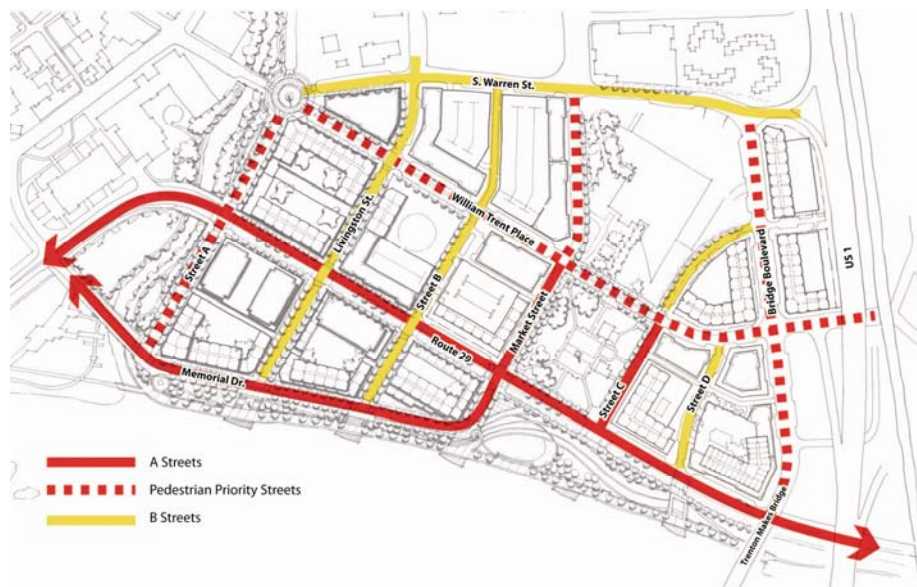 S. Warren St.
William Trent Place
Livingston St.
Street A
Street B
Market Street
Bridge Boulevard
US 1
Route 29
Memorial Dr.
Street C
Street D
Trenton Makes Bridge
A Streets
Pedestrian Priority Streets
B Streets